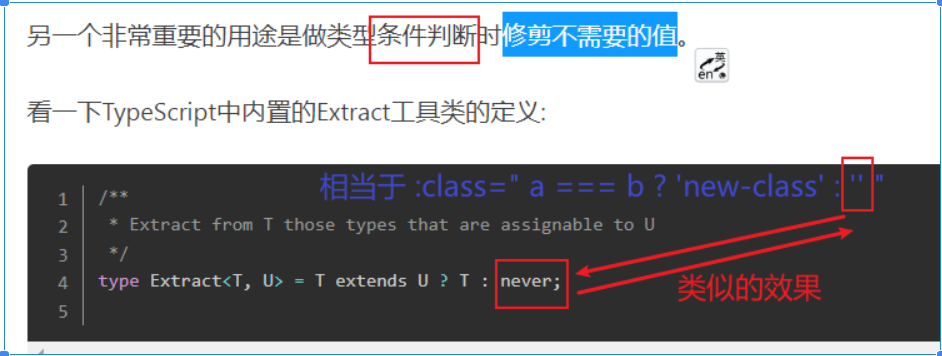 另一个非常重要的用途是做类型条件判断时修剪不需要的值。
英
en
看一下TypeScript中内置的Extract工具类的定义:
相当于 :class=" a === b ? 'new-class' : '' "
1 /**
2 * Extract from T those types that are assignable to U
3 */
4 type Extract<T, U> = T extends U ? T : never;
5
类似的效果